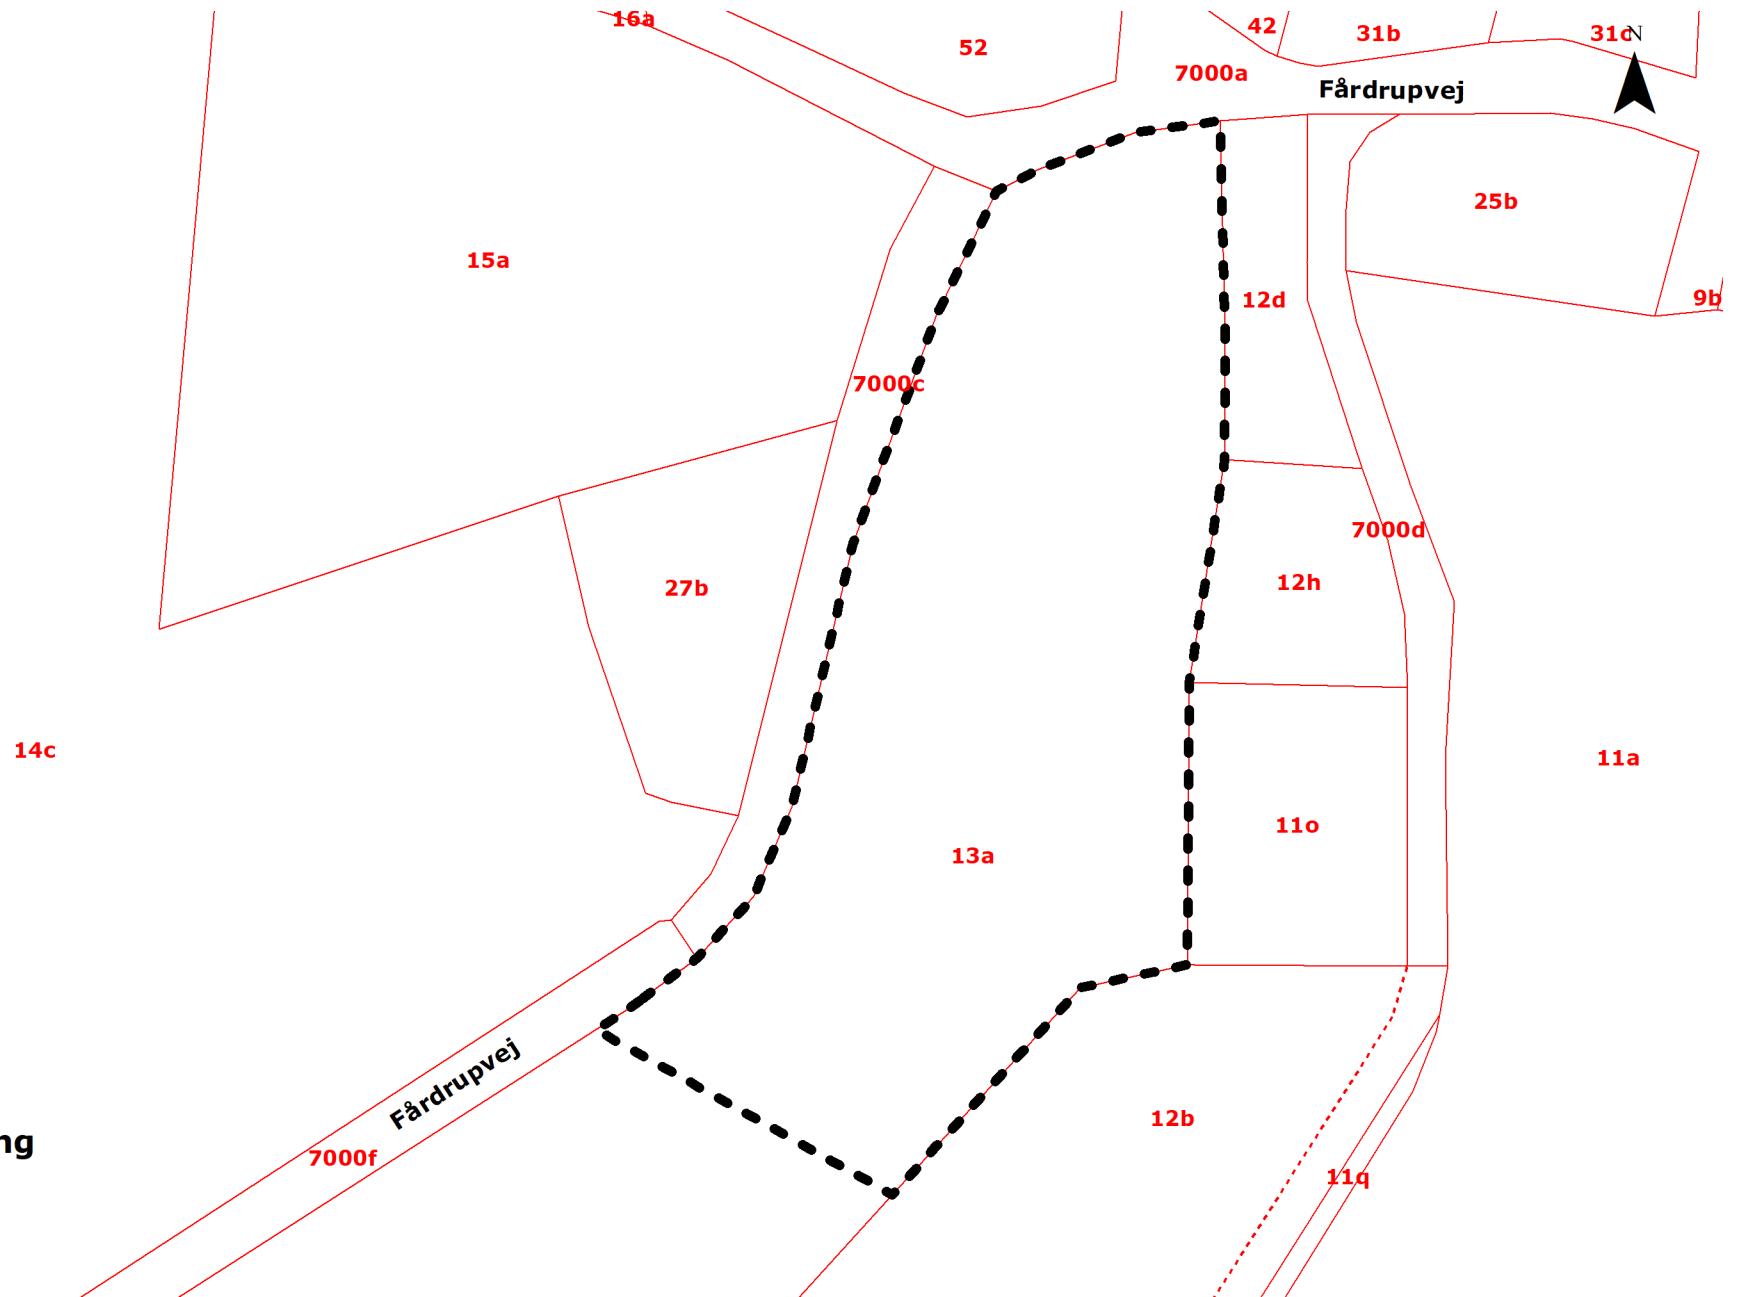 16a
52
42
31b
31c
N
7000a
Fårdrupvej
25b
15a
9b
12d
7000c
7000d
12h
27b
14c
11a
11o
13a
Fårdrupvej
12b
ng
7000f
11q